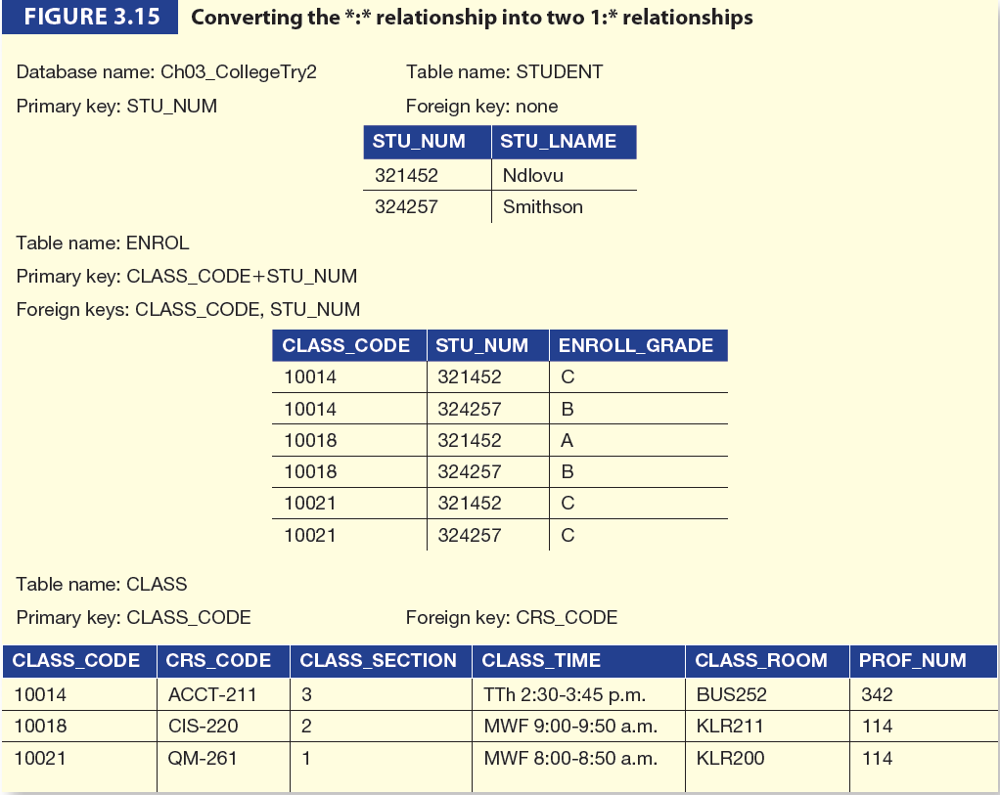 FIGURE 3.15 Converting the *:* relationship into two 1:* relationships
Database name: Ch03_CollegeTry2 Table name: STUDENT
Primary key: STU_NUM Foreign key: none
STU_NUM STU_LNAME
321452 Ndlovu
324257 Smithson
Table name: ENROL
Primary key: CLASS_CODE+STU_NUM
Foreign keys: CLASS_CODE, STU_NUM
CLASS_CODE STU_NUM ENROLL_GRADE
10014 321452 C
10014 324257 B
10018 321452 A
10018 324257 B
10021 321452 C
10021 324257 C
Table name: CLASS
Primary key: CLASS_CODE Foreign key: CRS_CODE
CLASS_CODE CRS_CODE CLASS_SECTION CLASS_TIME CLASS_ROOM PROF_NUM
10014 ACCT-211 3 TTh 2:30-3:45 p.m. BUS252 342
10018 CIS-220 2 MWF 9:00-9:50 a.m. KLR211 114
10021 QM-261 1 MWF 8:00-8:50 a.m. KLR200 114